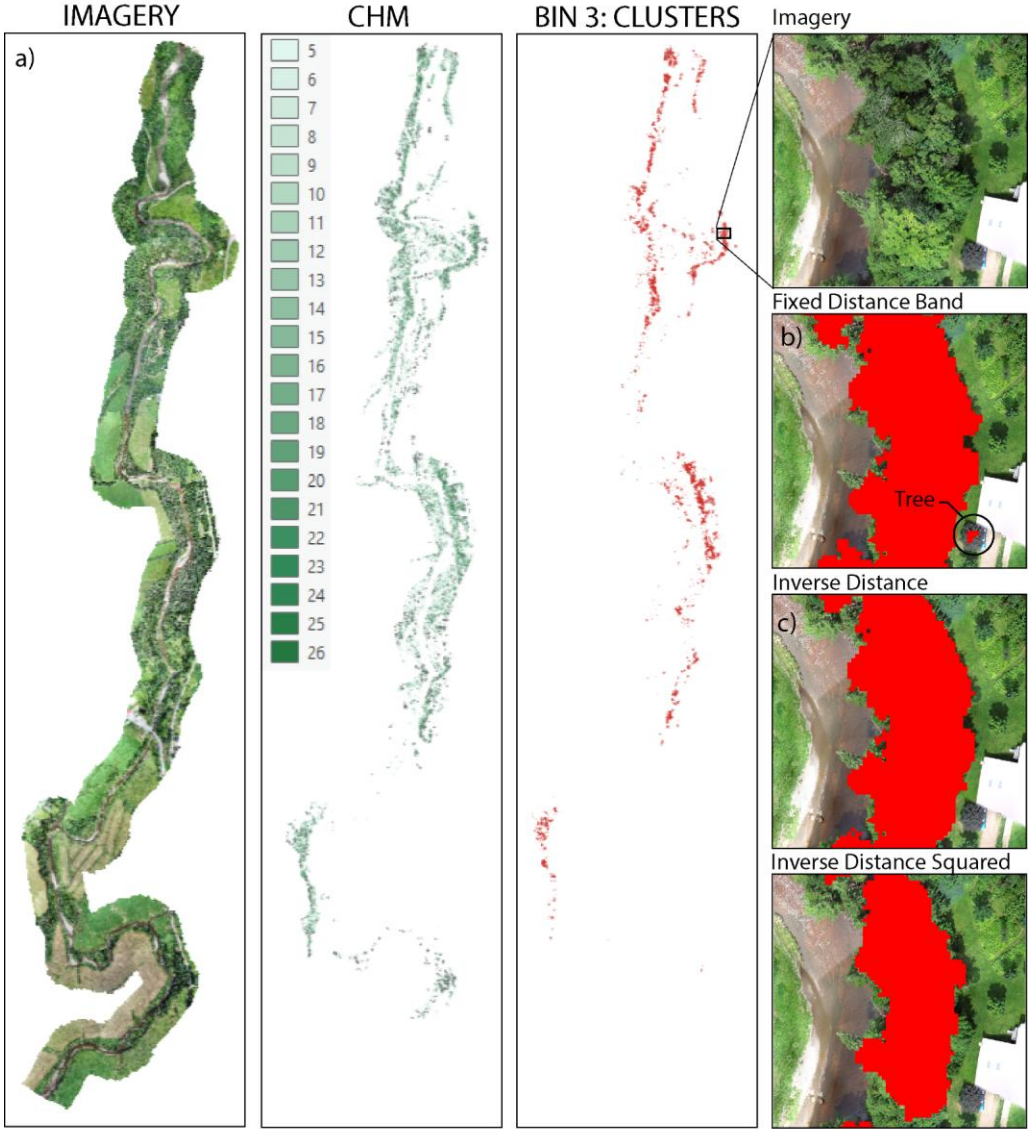 IMAGERY
CHM
BIN 3: CLUSTERS
Imagery
a)
5
6
7
8
9
10
11
12
13
14
15
16
17
18
19
20
21
22
23
24
25
26
Fixed Distance Band
b)
Tree
Inverse Distance
c)
Inverse Distance Squared